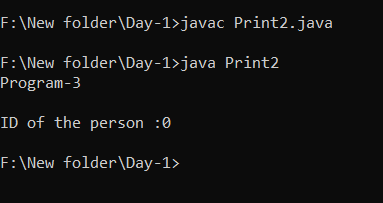 F:\New folder\Day-1>javac Print2.java
F:\New folder\Day-1>java Print2
Program-3
ID of the person :0
F:\New folder\Day-1>